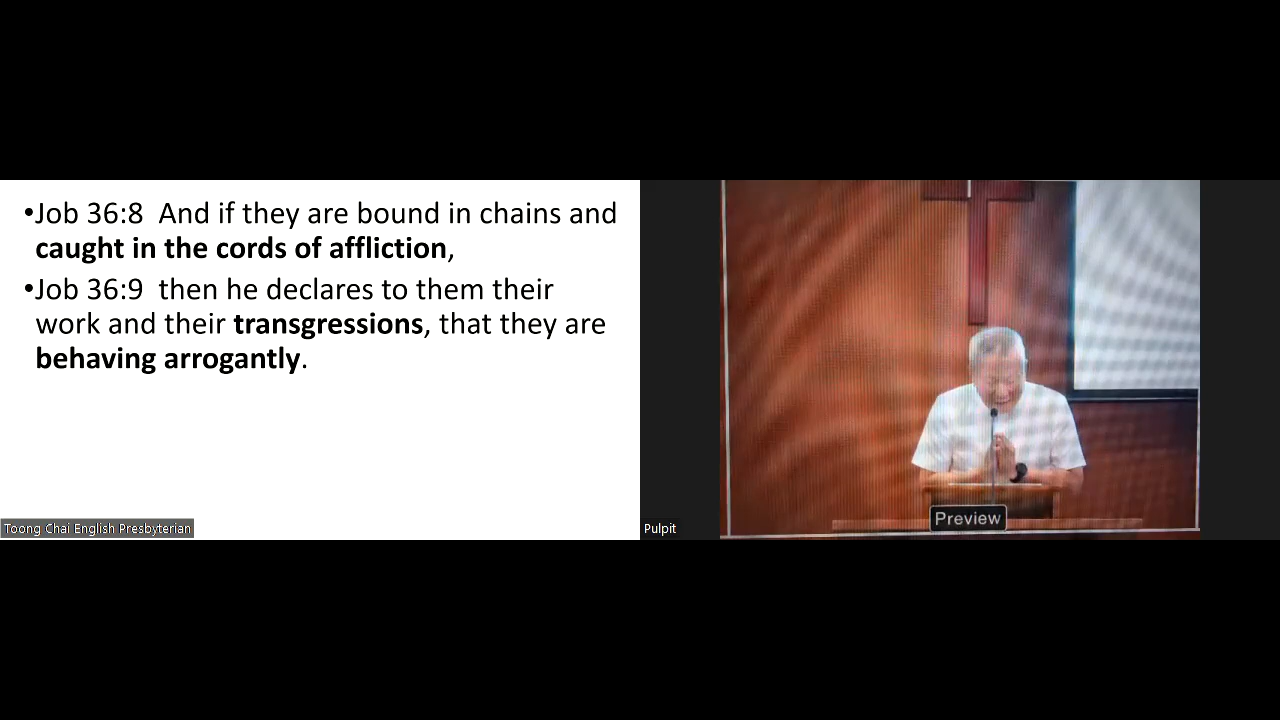 •Job 36:8  And if they are bound in chains and
caught in the cords of affliction,
•Job 36:9  then he declares to them their
work and their transgressions, that they are
behaving arrogantly.
Toong Chai English Presbyterian
Pulpit
Preview